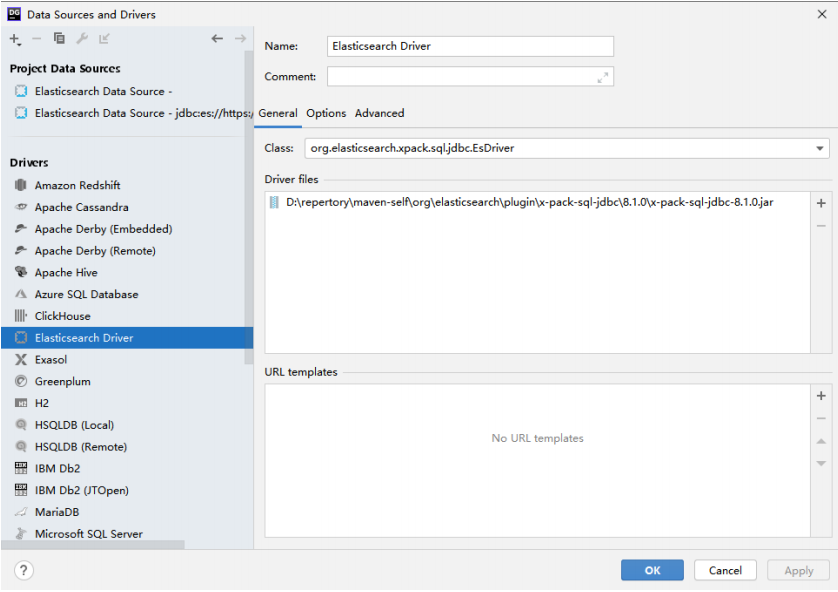 DG Data Sources and Drivers
Name: Elasticsearch Driver
Comment:
Project Data Sources
Elasticsearch Data Source -
Elasticsearch Data Source - jdbc:es://https:/
General Options Advanced
Class: org.elasticsearch.xpack.sql.jdbc.EsDriver
Drivers
Driver files
Amazon Redshift
D:\repertory\maven-self\org\elasticsearch\plugin\x-pack-sql-jdbc\8.1.0\x-pack-sql-jdbc-8.1.0.jar
Apache Cassandra
Apache Derby (Embedded)
Apache Derby (Remote)
Apache Hive
Azure SQL Database
ClickHouse
Elasticsearch Driver
Exasol
URL templates
Greenplum
H2
HSQLDB (Local)
No URL templates
HSQLDB (Remote)
IBM Db2
IBM Db2 (JTOpen)
MariaDB
Microsoft SQL Server
?
OK Cancel Apply